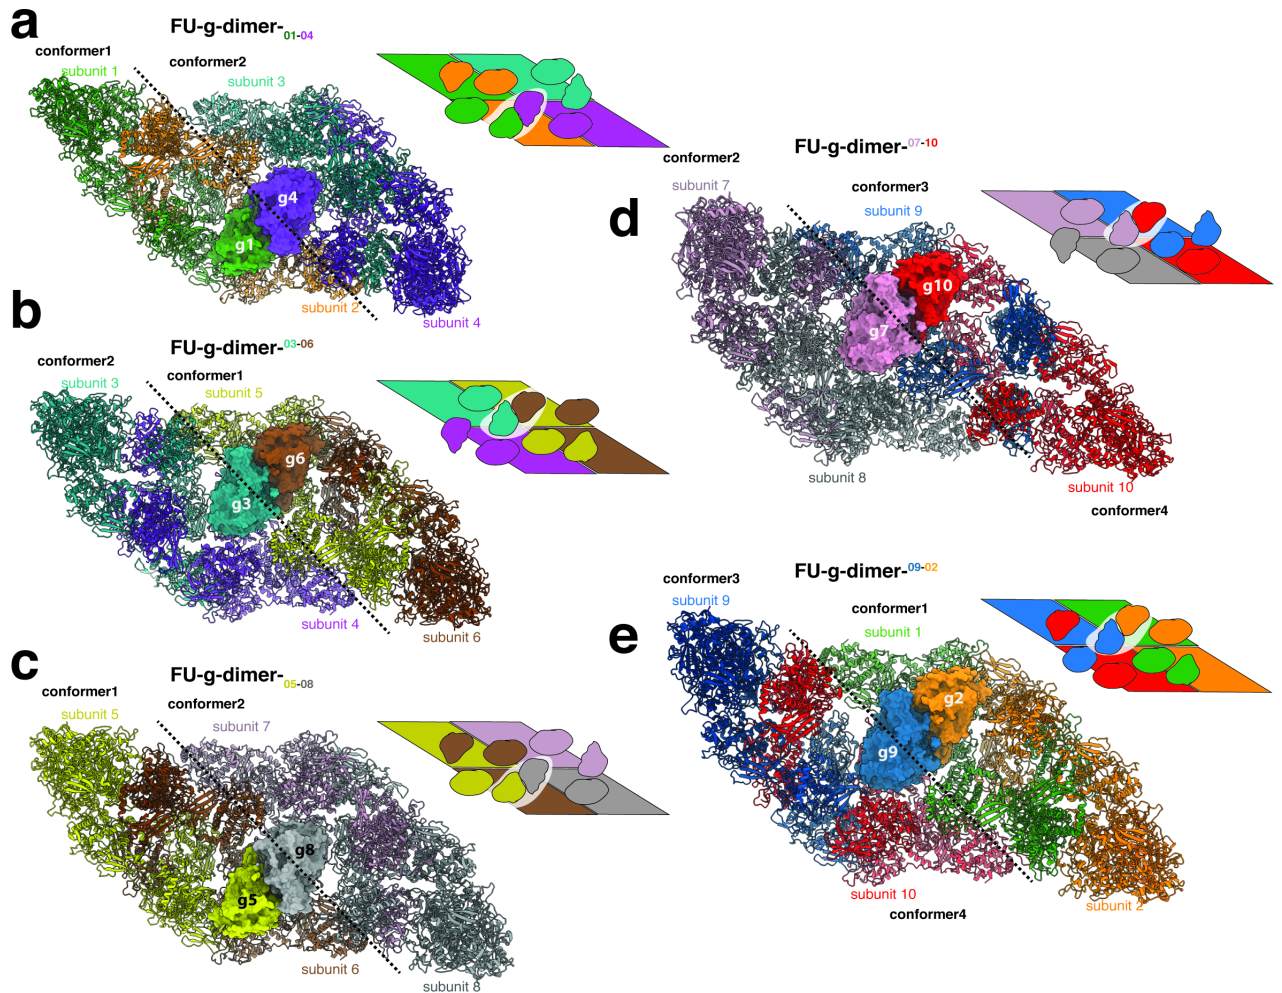 a
FU-g-dimer-01-04
conformer1
subunit 1
conformer2
subunit 3
g4
g1
subunit 2
subunit 4
b
FU-g-dimer-03-06
conformer2
subunit 3
conformer1
subunit 5
g6
g3
subunit 4
subunit 6
c
FU-g-dimer-05-08
conformer1
subunit 5
conformer2
subunit 7
g8
g5
subunit 6
subunit 8
d
FU-g-dimer-07-10
conformer2
subunit 7
conformer3
subunit 9
g10
g7
subunit 8
subunit 10
conformer4
e
FU-g-dimer-09-02
conformer3
subunit 9
conformer1
subunit 1
g2
g9
subunit 10
conformer4
subunit 2